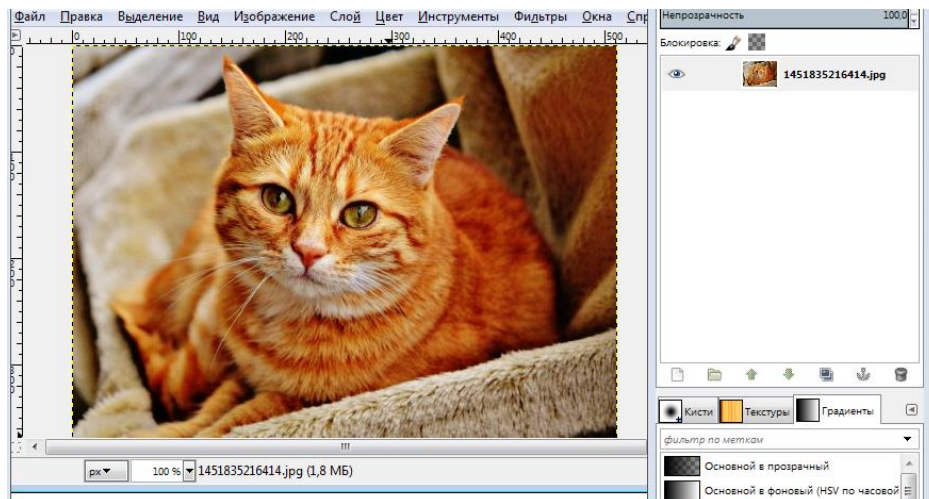 Файл Правка Выделение Вид Изображение Слой Цвет Инструменты Фильтры Окна Спр
0 100 200 300 400 500
px 100 % 1451835216414.jpg (1,8 МБ)
Непрозрачность 100,0
Блокировка:
1451835216414.jpg
Кисти Текстуры Градиенты
фильтр по меткам
Основной в прозрачный
Основной в фоновый (HSV по часовой